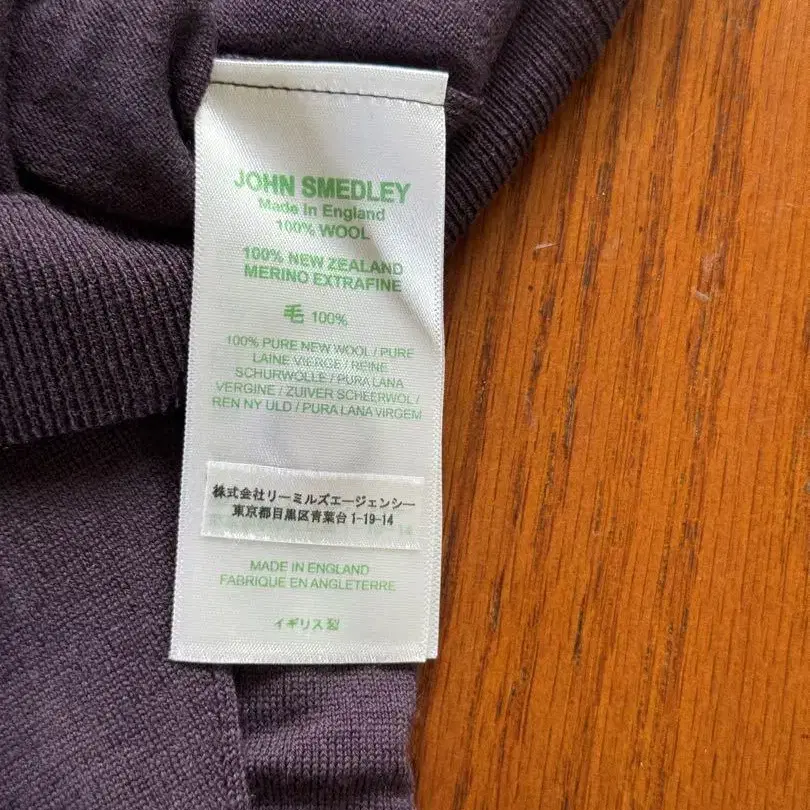 JOHN SMEDLEY
Made In England
100% WOOL
100% NEW ZEALAND
MERINO EXTRAFINE
毛 100%
100% PURE NEW WOOL / PURE
LAINE VIERGE / REINE
SCHURWOLLE / PURA LANA
VERGINE / ZUIVER SCHEERWOL /
REN NY ULD / PURA LANA VIRGEM
株式会社リーミルズエージェンシー
東京都目黒区青葉台 1-19-14
MADE IN ENGLAND
FABRIQUE EN ANGLETERRE
イギリス製